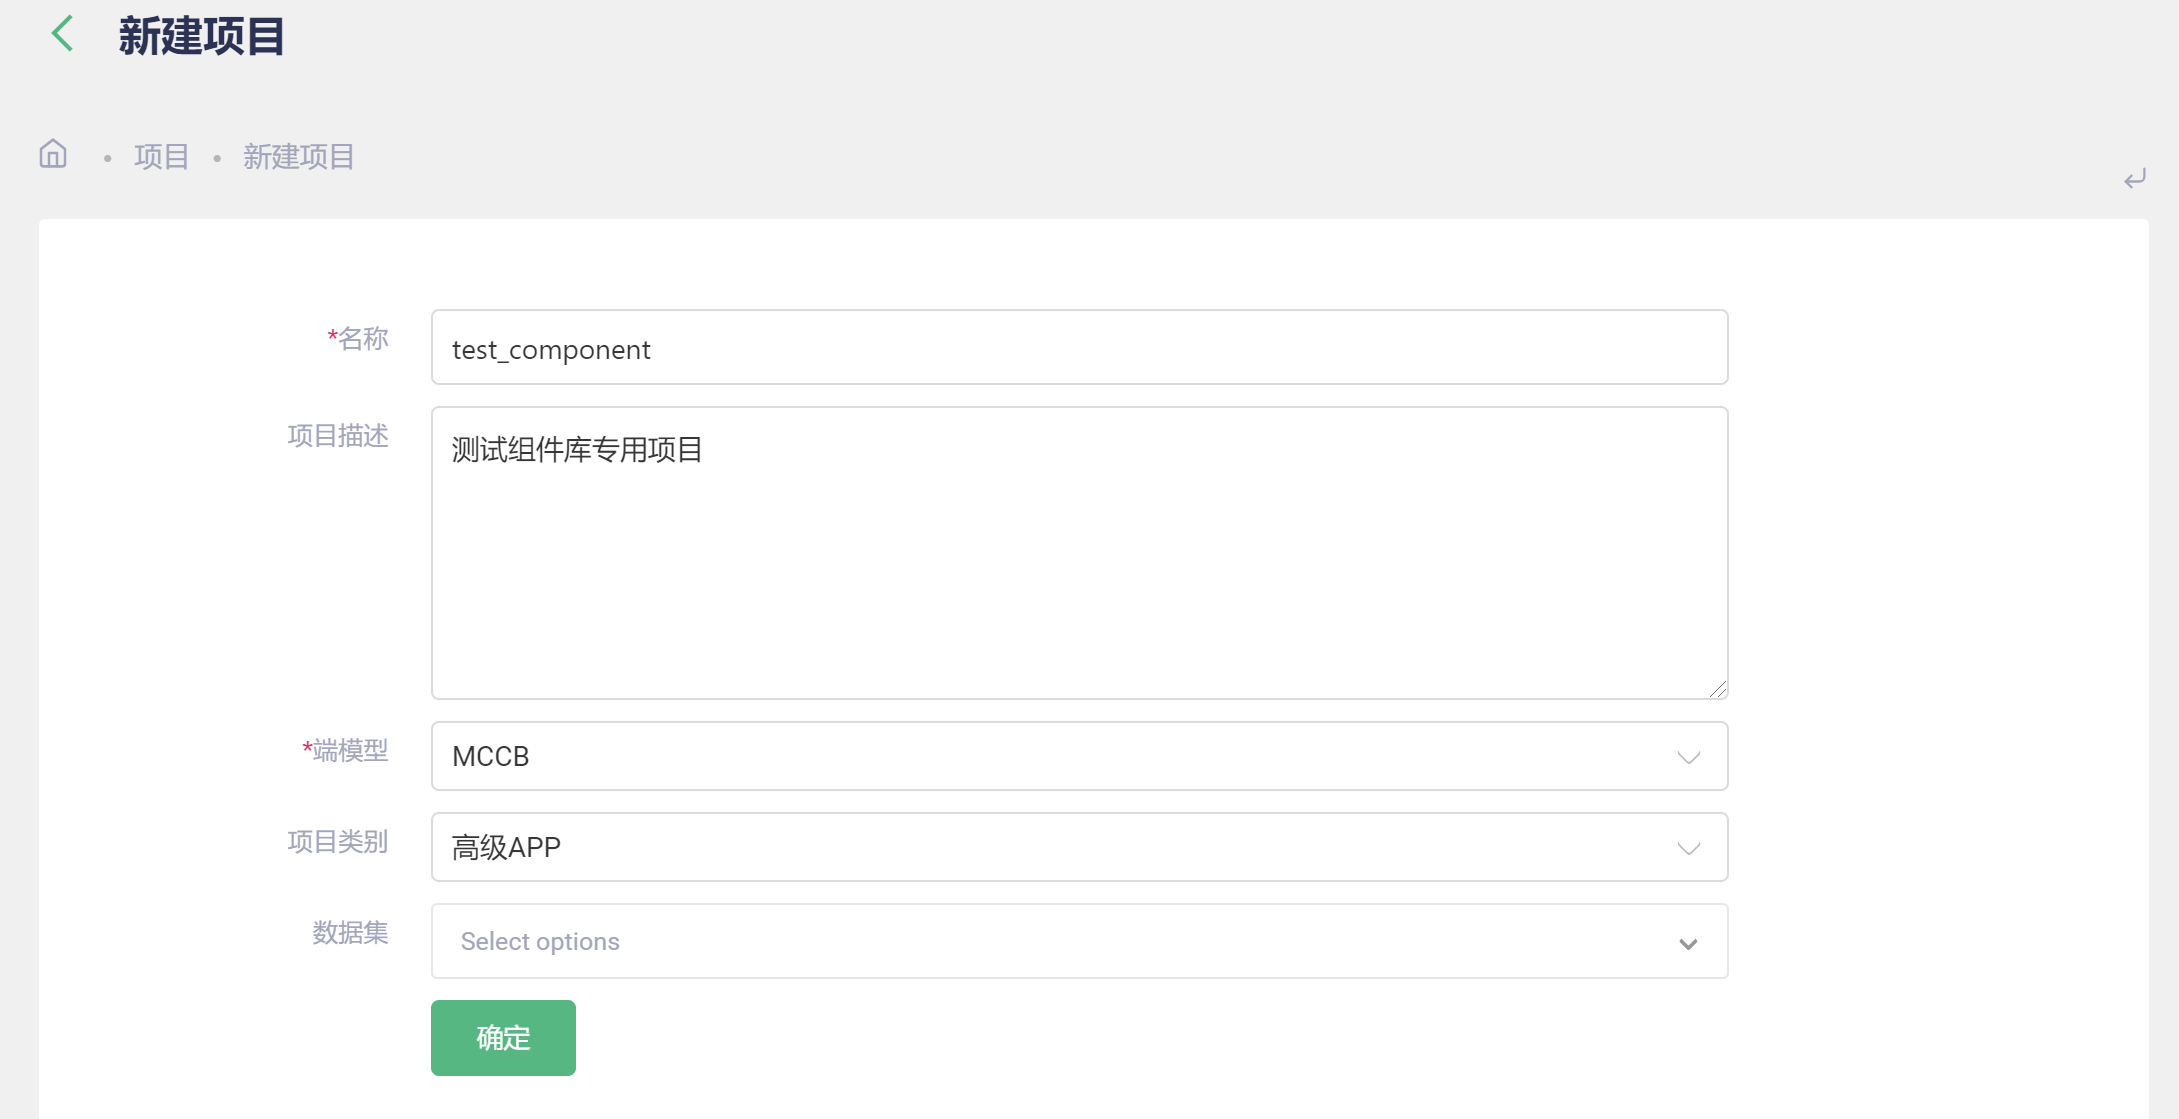 新建项目
项目 • 新建项目
*名称
test_component
项目描述
测试组件库专用项目
*端模型
MCCB
项目类别
高级APP
数据集
Select options
确定